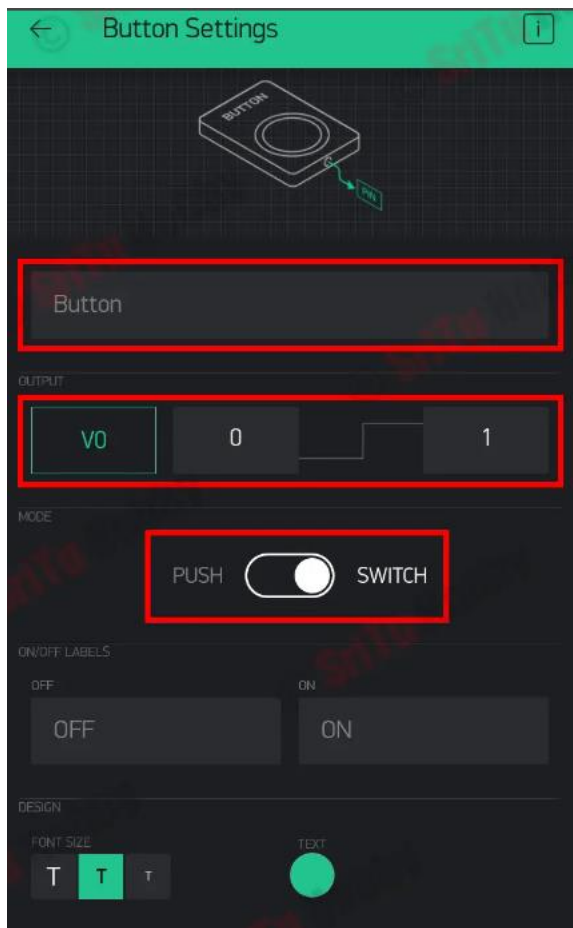 Button Settings
i
BUTTON
PIN
Button
OUTPUT
V0 0 1
MODE
PUSH SWITCH
ON/OFF LABELS
OFF ON
OFF ON
DESIGN
FONT SIZE TEXT
T T T